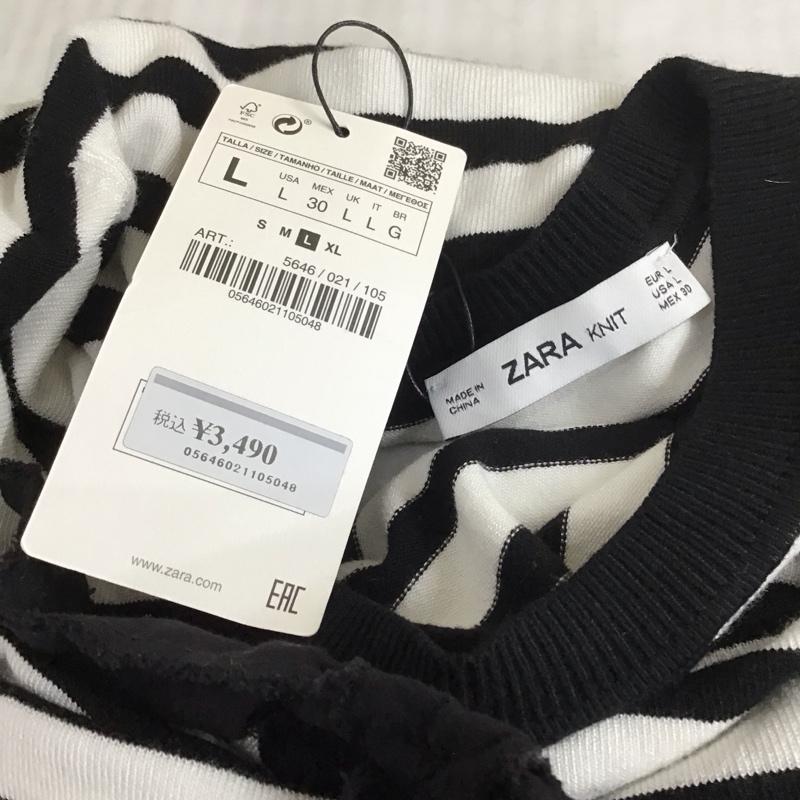 FSC
®
TALLA / SIZE / TAMANHO / TAILLE / MAAT / ΜΕΓΕΘΟΣ
L
USA MEX UK IT BR
L 30 L L G
S M L XL
ART.: 5646 / 021 / 105
05646021105048
税込 ¥3,490
05646021105048
www.zara.com
EAC
MADE IN
CHINA
ZARA KNIT
EUR L
USA L
MEX 30